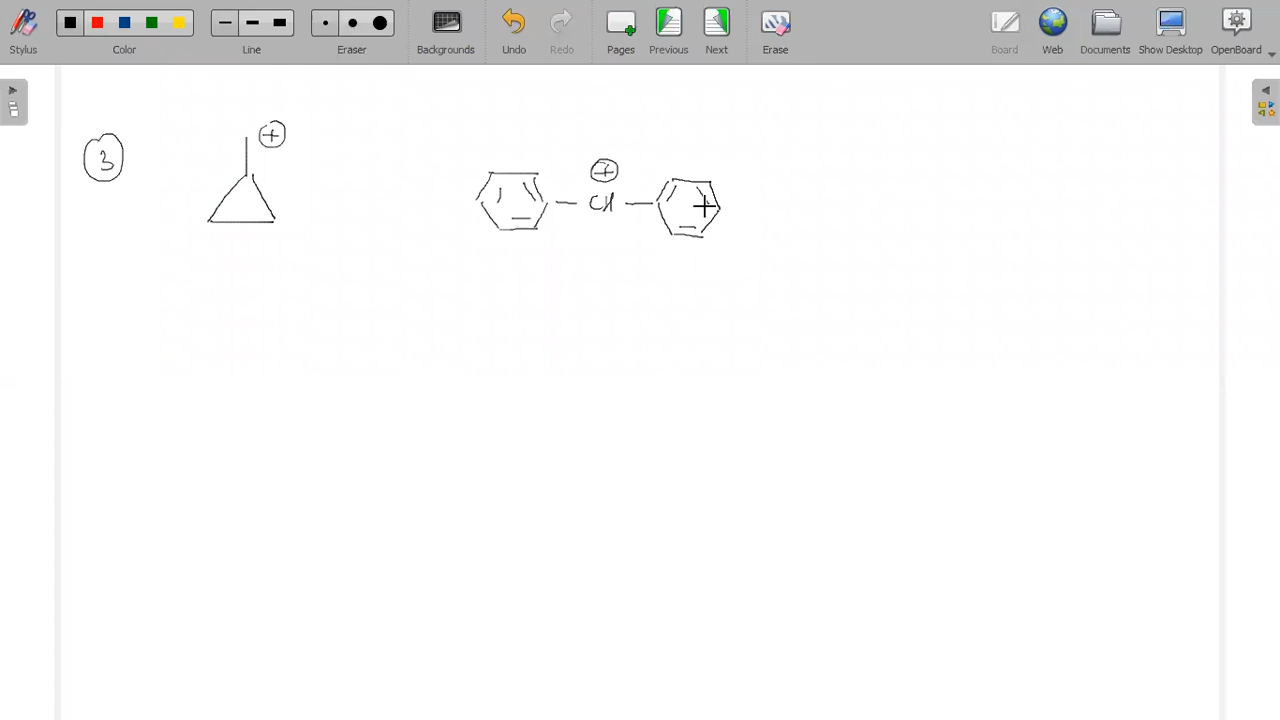 Stylus Color Line Eraser Backgrounds Undo Redo Pages Previous Next Erase Board Web Documents Show Desktop OpenBoard
3
+
+
CH